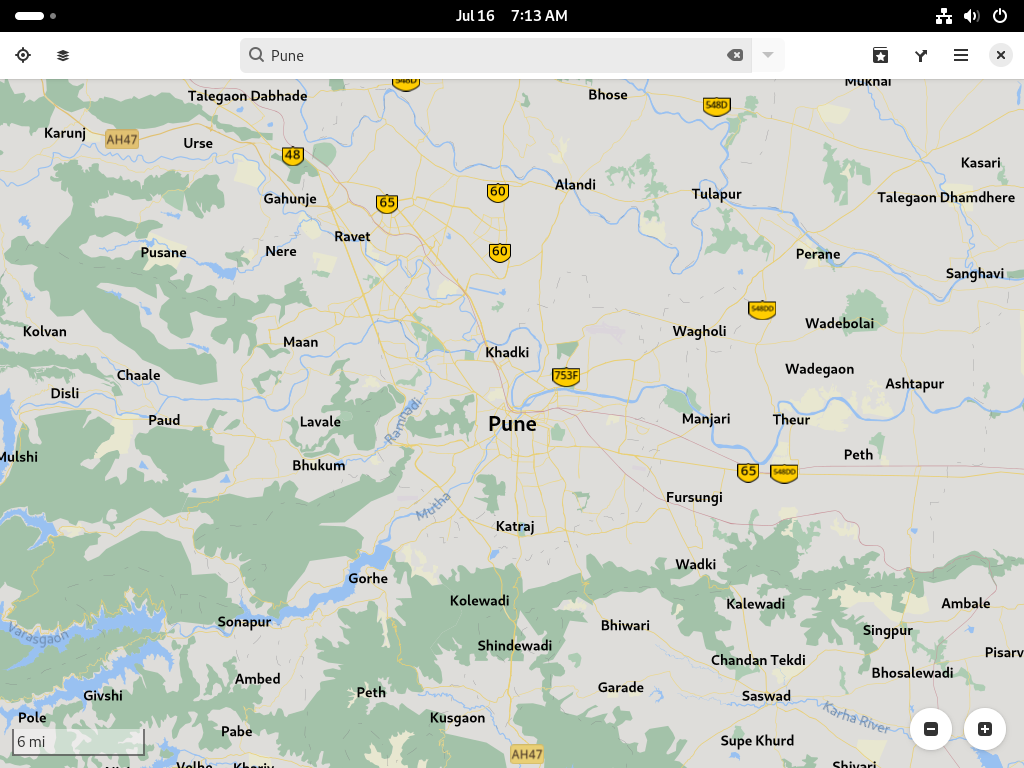 Jul 16 7:13 AM
Pune
548D
Mukhai
Talegaon Dabhade
Bhose
548D
Karunj
AH47
Urse
48
Kasari
Alandi
60
Tulapur
Talegaon Dhamdhere
Gahunje
65
Ravet
Nere
Pusane
60
Perane
Sanghavi
548DD
Wadebolai
Kolvan
Maan
Wagholi
Khadki
Chaale
753F
Wadegaon
Ashtapur
Disli
Paud
Lavale
Ramnadi
Pune
Manjari
Theur
Mulshi
Bhukum
Peth
65
548DD
Fursungi
Mutha
Katraj
Wadki
Gorhe
Kolewadi
Kalewadi
Ambale
Sonapur
Bhiwari
Singpur
Varasgaon
Shindewadi
Pisarv
Chandan Tekdi
Bhosalewadi
Ambed
Garade
Peth
Saswad
Givshi
Pole
Kusgaon
Karha River
Pabe
6 mi
Supe Khurd
AH47
Velhe
Khariv
Shivari